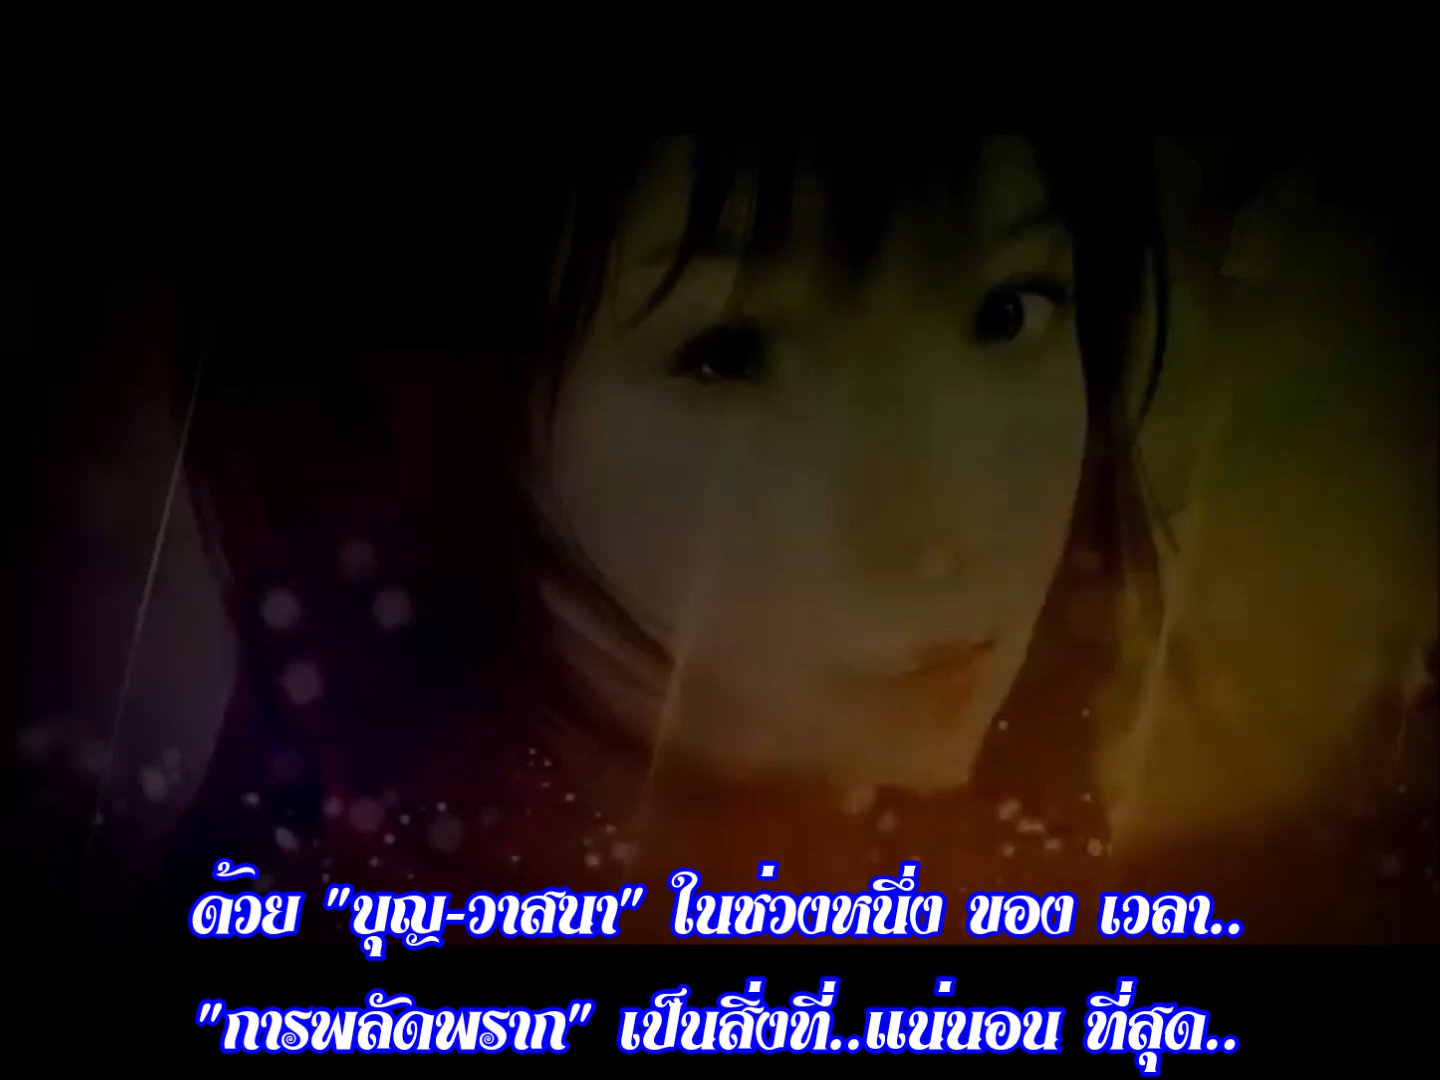 ด้วย "บุญ-วาสนา" ในช่วงหนึ่ง ของ เวลา..
"การพลัดพราก" เป็นสิ่งที่..แน่นอน ที่สุด..